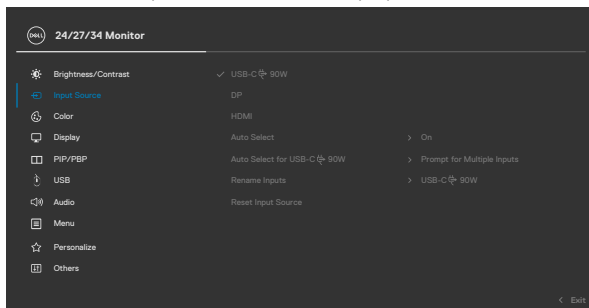 DELL 24/27/34 Monitor
Brightness/Contrast USB-C 90W
Input Source DP
Color HDMI
Display Auto Select On
PIP/PBP Auto Select for USB-C 90W Prompt for Multiple Inputs
USB Rename Inputs USB-C 90W
Audio Reset Input Source
Menu
Personalize
Others
Exit